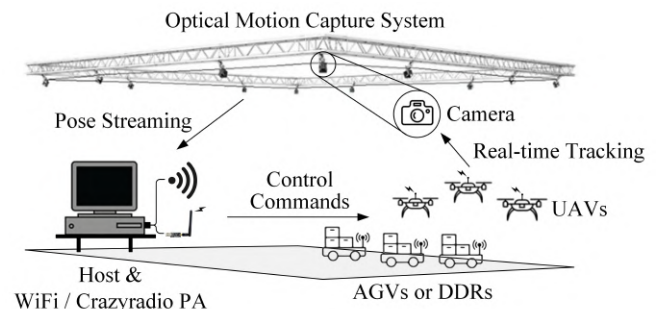 Optical Motion Capture System
Pose Streaming
Camera
Real-time Tracking
Control
Commands
UAVs
Host &
WiFi / Crazyradio PA
AGVs or DDRs